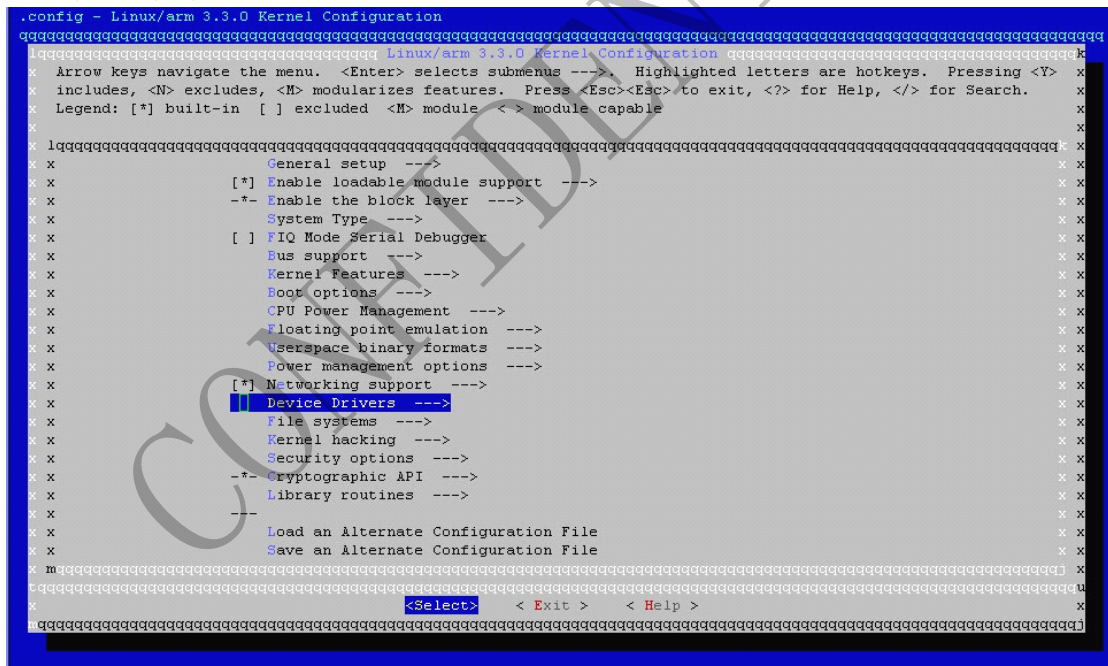 .config - Linux/arm 3.3.0 Kernel Configuration
Linux/arm 3.3.0 Kernel Configuration
Arrow keys navigate the menu. <Enter> selects submenus --->. Highlighted letters are hotkeys. Pressing <Y>
includes, <N> excludes, <M> modularizes features. Press <Esc><Esc> to exit, <?> for Help, </> for Search.
Legend: [*] built-in [ ] excluded <M> module < > module capable
General setup --->
[*] Enable loadable module support --->
-*- Enable the block layer --->
System Type --->
[ ] FIQ Mode Serial Debugger
Bus support --->
Kernel Features --->
Boot options --->
CPU Power Management --->
Floating point emulation --->
Userspace binary formats --->
Power management options --->
[*] Networking support --->
Device Drivers --->
File systems --->
Kernel hacking --->
Security options --->
-*- Cryptographic API --->
Library routines --->
---
Load an Alternate Configuration File
Save an Alternate Configuration File
<Select> < Exit > < Help >
CONFIDEN